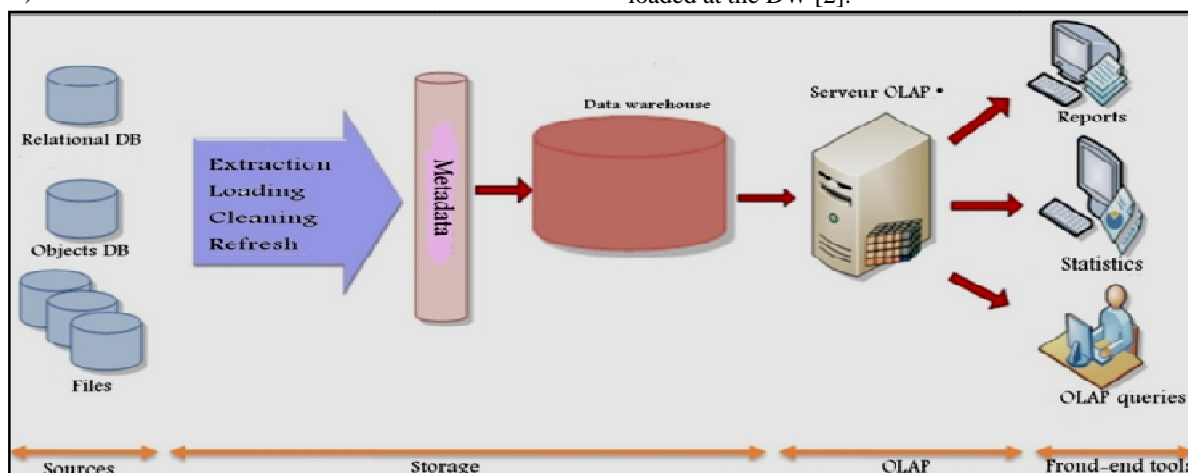 loaded at the DW [2].
Relational DB
Objects DB
Files
Extraction
Loading
Cleaning
Refresh
Metadata
Data warehouse
Serveur OLAP •
Reports
Statistics
OLAP queries
Sources
Storage
OLAP
Frond-end tools